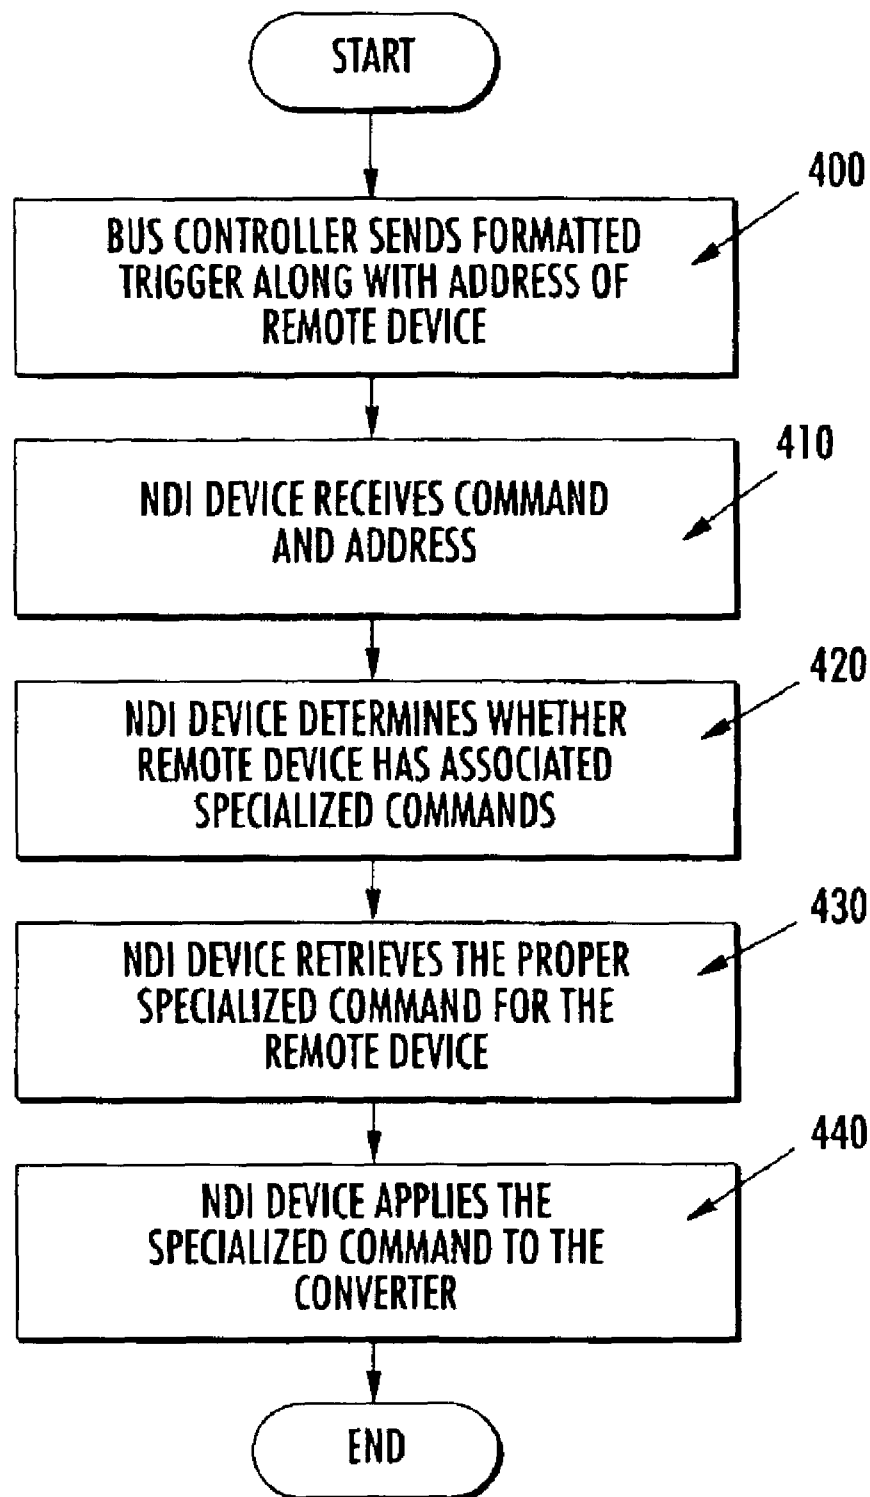 START
400
BUS CONTROLLER SENDS FORMATTED
TRIGGER ALONG WITH ADDRESS OF
REMOTE DEVICE
410
NDI DEVICE RECEIVES COMMAND
AND ADDRESS
420
NDI DEVICE DETERMINES WHETHER
REMOTE DEVICE HAS ASSOCIATED
SPECIALIZED COMMANDS
430
NDI DEVICE RETRIEVES THE PROPER
SPECIALIZED COMMAND FOR THE
REMOTE DEVICE
440
NDI DEVICE APPLIES THE
SPECIALIZED COMMAND TO THE
CONVERTER
END